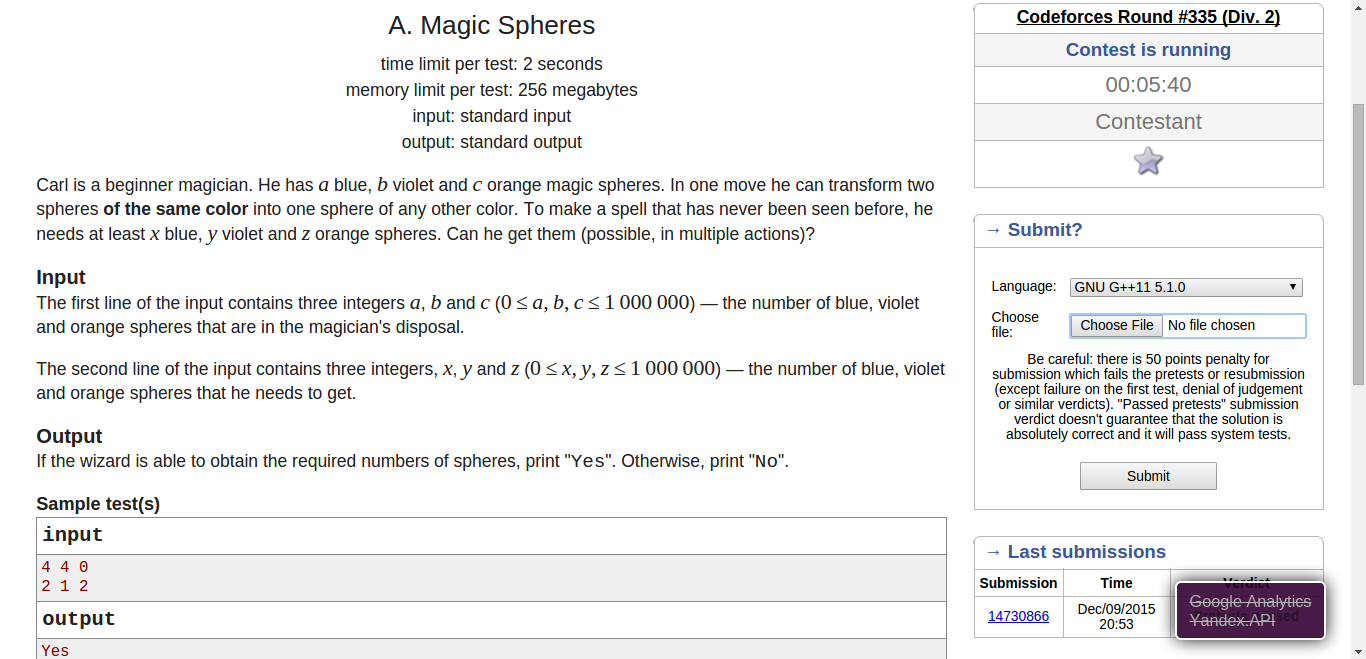 A. Magic Spheres
time limit per test: 2 seconds
memory limit per test: 256 megabytes
input: standard input
output: standard output
Carl is a beginner magician. He has a blue, b violet and c orange magic spheres. In one move he can transform two
spheres of the same color into one sphere of any other color. To make a spell that has never been seen before, he
needs at least x blue, y violet and z orange spheres. Can he get them (possible, in multiple actions)?
Input
The first line of the input contains three integers a, b and c (0 ≤ a, b, c ≤ 1 000 000) — the number of blue, violet
and orange spheres that are in the magician's disposal.
The second line of the input contains three integers, x, y and z (0 ≤ x, y, z ≤ 1 000 000) — the number of blue, violet
and orange spheres that he needs to get.
Output
If the wizard is able to obtain the required numbers of spheres, print "Yes". Otherwise, print "No".
Sample test(s)
input
4 4 0
2 1 2
output
Yes
Codeforces Round #335 (Div. 2)
Contest is running
00:05:40
Contestant
→ Submit?
Language:
GNU G++11 5.1.0
Choose
file:
Choose File No file chosen
Be careful: there is 50 points penalty for
submission which fails the pretests or resubmission
(except failure on the first test, denial of judgement
or similar verdicts). "Passed pretests" submission
verdict doesn't guarantee that the solution is
absolutely correct and it will pass system tests.
Submit
→ Last submissions
Submission Time Verdict
14730866
Dec/09/2015
20:53
Google Analytics
Yandex.API